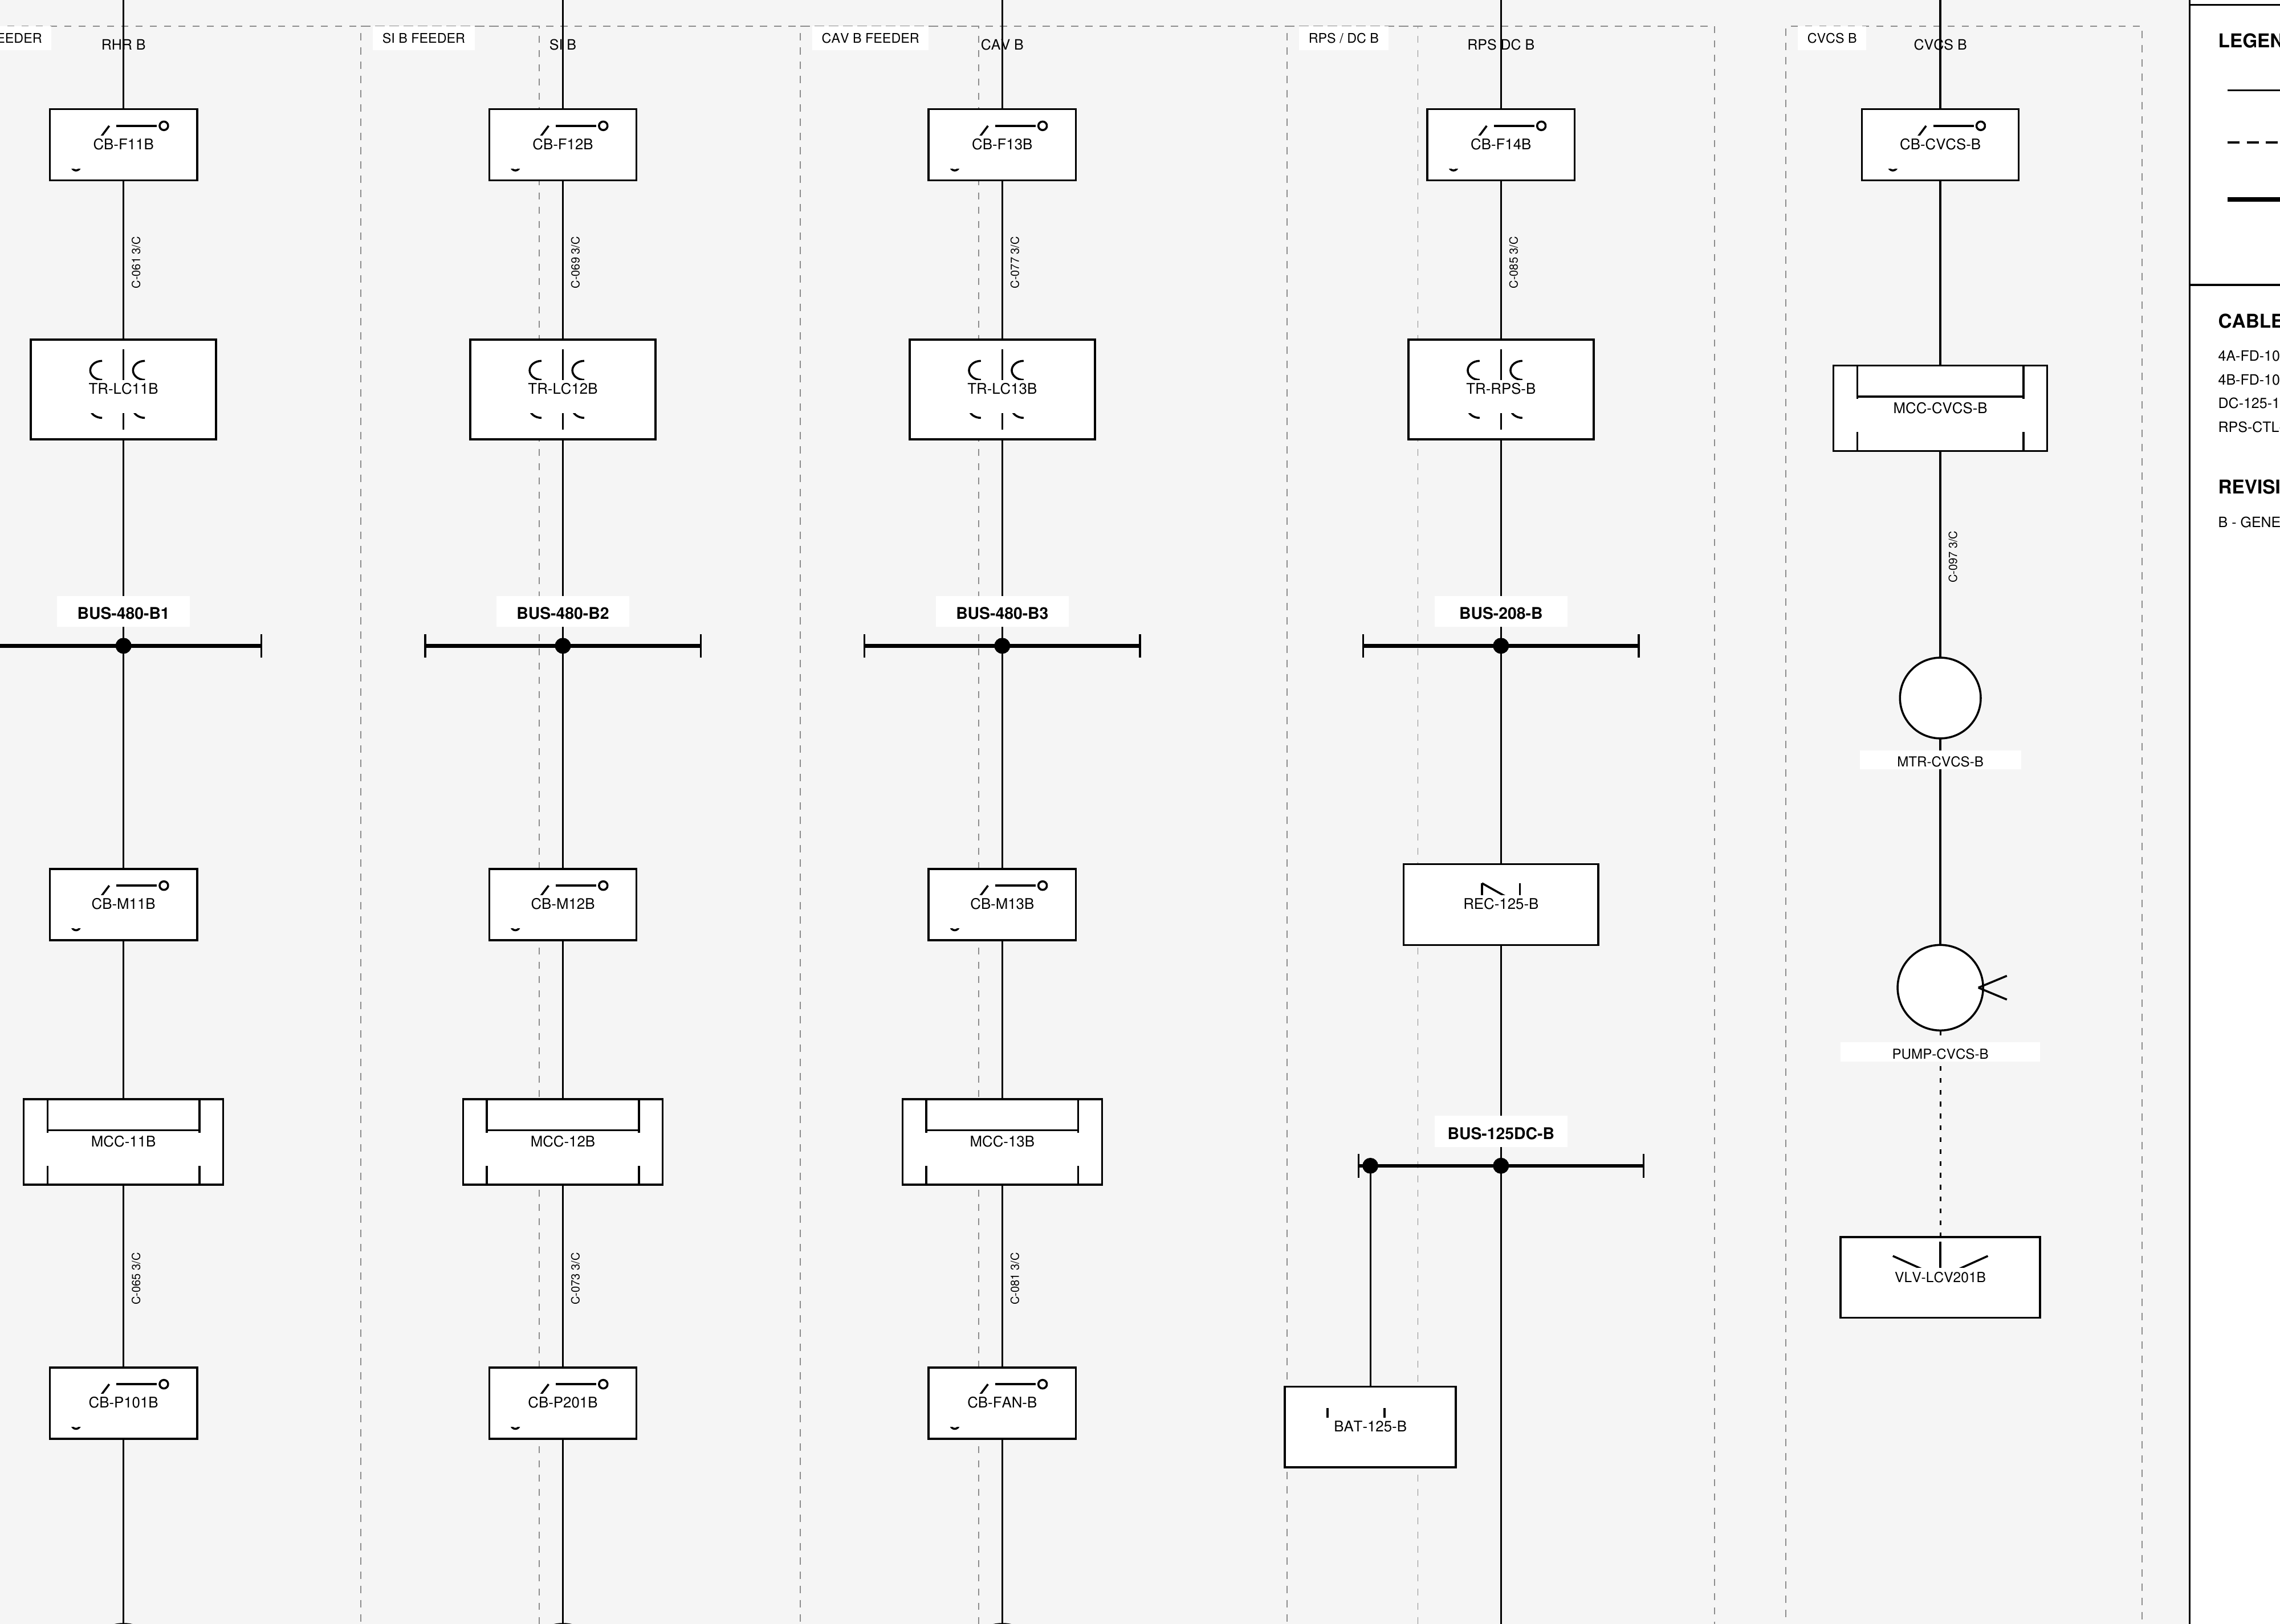 EEDER
RHR B
SI B FEEDER
SI B
CAV B FEEDER
CAV B
RPS / DC B
RPS DC B
CVCS B
CVCS B
LEGEN
CB-F11B
CB-F12B
CB-F13B
CB-F14B
CB-CVCS-B
C-061 3/C
C-069 3/C
C-077 3/C
C-085 3/C
CABLE
4A-FD-10
4B-FD-10
DC-125-1
RPS-CTL
TR-LC11B
TR-LC12B
TR-LC13B
TR-RPS-B
MCC-CVCS-B
REVISI
B - GENE
C-097 3/C
BUS-480-B1
BUS-480-B2
BUS-480-B3
BUS-208-B
MTR-CVCS-B
CB-M11B
CB-M12B
CB-M13B
REC-125-B
PUMP-CVCS-B
MCC-11B
MCC-12B
MCC-13B
BUS-125DC-B
C-065 3/C
C-073 3/C
C-081 3/C
VLV-LCV201B
CB-P101B
CB-P201B
CB-FAN-B
BAT-125-B